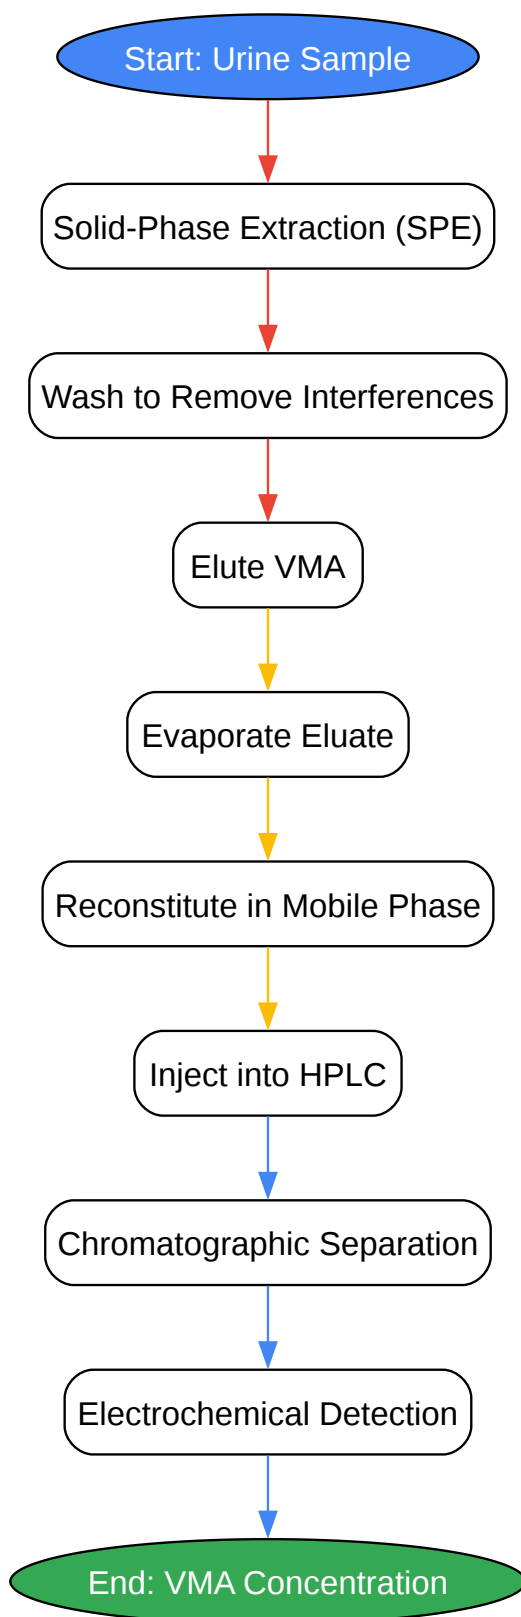 Start: Urine Sample
Solid-Phase Extraction (SPE)
Wash to Remove Interferences
Elute VMA
Evaporate Eluate
Reconstitute in Mobile Phase
Inject into HPLC
Chromatographic Separation
Electrochemical Detection
End: VMA Concentration